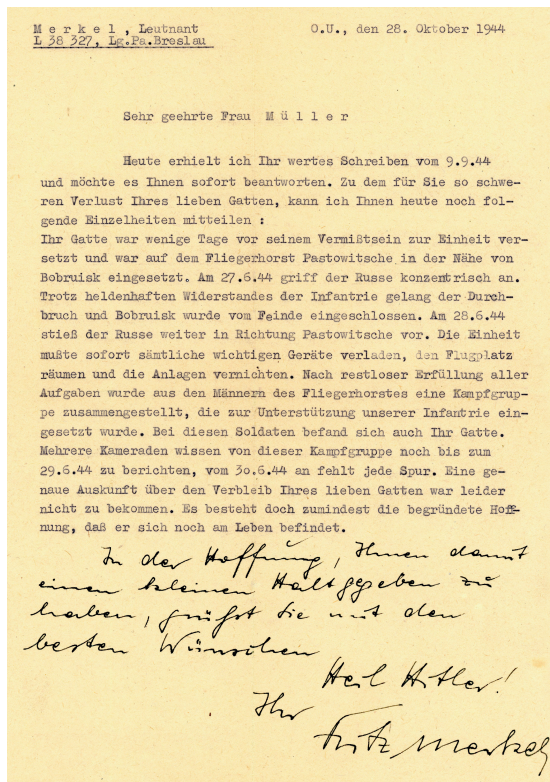 M e r k e l , Leutnant O.U., den 28. Oktober 1944
L 38 327, Lg.Pa.Breslau
Sehr geehrte Frau M ü l l e r
Heute erhielt ich Ihr wertes Schreiben vom 9.9.44
und möchte es Ihnen sofort beantworten. Zu dem für Sie so schwe-
ren Verlust Ihres lieben Gatten, kann ich Ihnen heute noch fol-
gende Einzelheiten mitteilen :
Ihr Gatte war wenige Tage vor seinem Vermißtsein zur Einheit ver-
setzt und war auf dem Fliegerhorst Pastowitsche in der Nähe von
Bobruisk eingesetzt. Am 27.6.44 griff der Russe konzentrisch an.
Trotz heldenhaften Widerstandes der Infantrie gelang der Durch-
bruch und Bobruisk wurde vom Feinde eingeschlossen. Am 28.6.44
stieß der Russe weiter in Richtung Pastowitsche vor. Die Einheit
mußte sofort sämtliche wichtigen Geräte verladen, den Flugplatz
räumen und die Anlagen vernichten. Nach restloser Erfüllung aller
Aufgaben wurde aus den Männern des Fliegerhorstes eine Kampfgrup-
pe zusammengestellt, die zur Unterstützung unserer Infantrie ein-
gesetzt wurde. Bei diesen Soldaten befand sich auch Ihr Gatte.
Mehrere Kameraden wissen von dieser Kampfgruppe noch bis zum
29.6.44 zu berichten, vom 30.6.44 an fehlt jede Spur. Eine ge-
naue Auskunft über den Verbleib Ihres lieben Gatten war leider
nicht zu bekommen. Es besteht doch zumindest die begründete Hoff-
nung, daß er sich noch am Leben befindet.
In der Hoffnung, Ihnen damit
einen kleinen Halt gegeben zu
haben, grüßt Sie mit den
besten Wünschen
Heil Hitler!
Ihr
Fritz Merkel